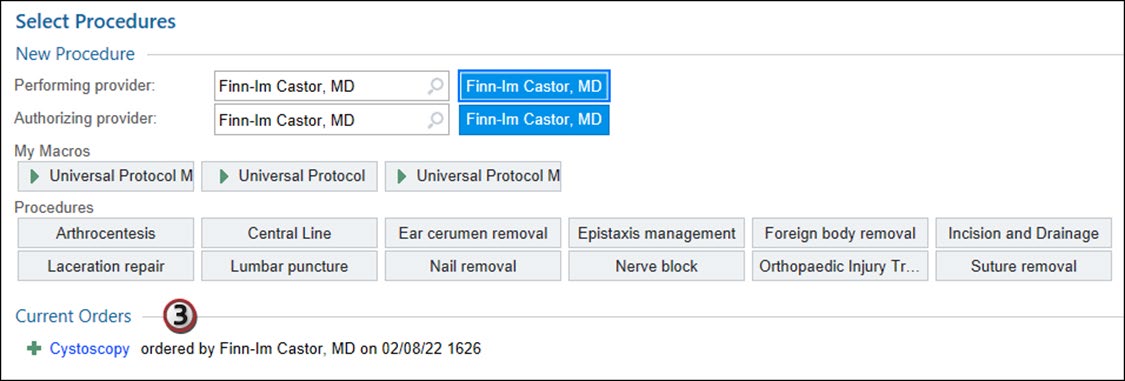 Select Procedures
New Procedure
Performing provider: Finn-Im Castor, MD Finn-Im Castor, MD
Authorizing provider: Finn-Im Castor, MD Finn-Im Castor, MD
My Macros
Universal Protocol M Universal Protocol Universal Protocol M
Procedures
Arthrocentesis Central Line Ear cerumen removal Epistaxis management Foreign body removal Incision and Drainage
Laceration repair Lumbar puncture Nail removal Nerve block Orthopaedic Injury Tr... Suture removal
Current Orders 3
Cystoscopy ordered by Finn-Im Castor, MD on 02/08/22 1626